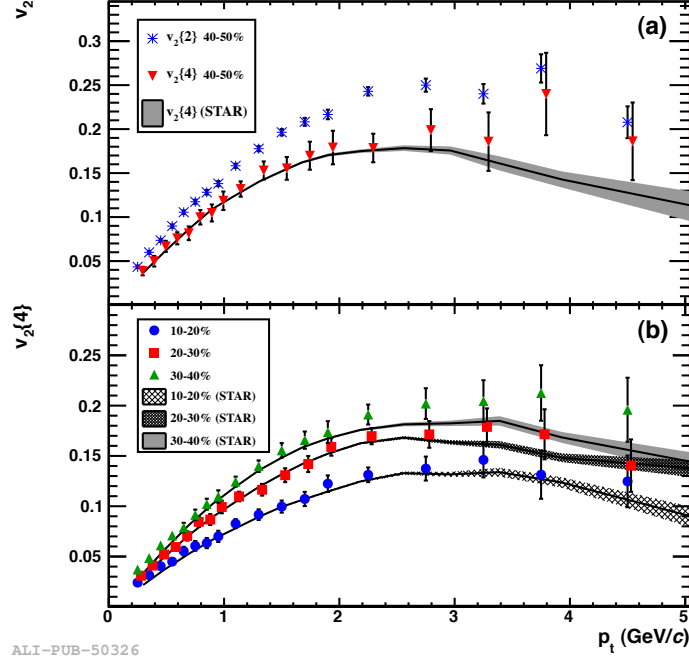 v2
(a)
0.3
0.25
0.2
0.15
0.1
0.05
v2{2} 40-50%
v2{4} 40-50%
v2{4} (STAR)
v2{4}
(b)
0.25
0.2
0.15
0.1
0.05
10-20%
20-30%
30-40%
10-20% (STAR)
20-30% (STAR)
30-40% (STAR)
0 1 2 3 4 5
pt (GeV/c)
ALI-PUB-50326